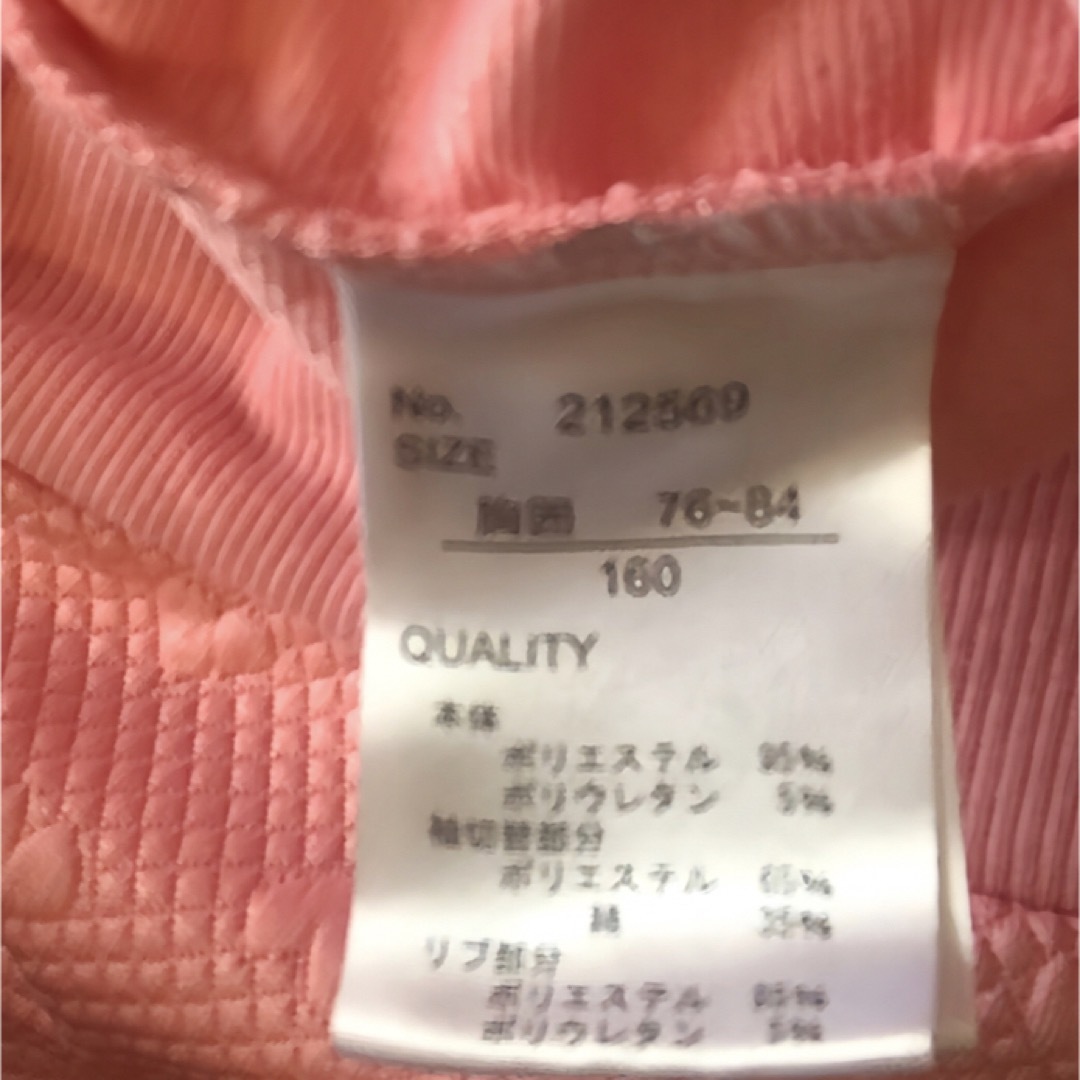 No. 212569
SIZE
胸囲 76~84
160
QUALITY
本体
ポリエステル 95%
ポリウレタン 5%
袖切替部分
ポリエステル 65%
綿 35%
リブ部分
ポリエステル 95%
ポリウレタン 5%